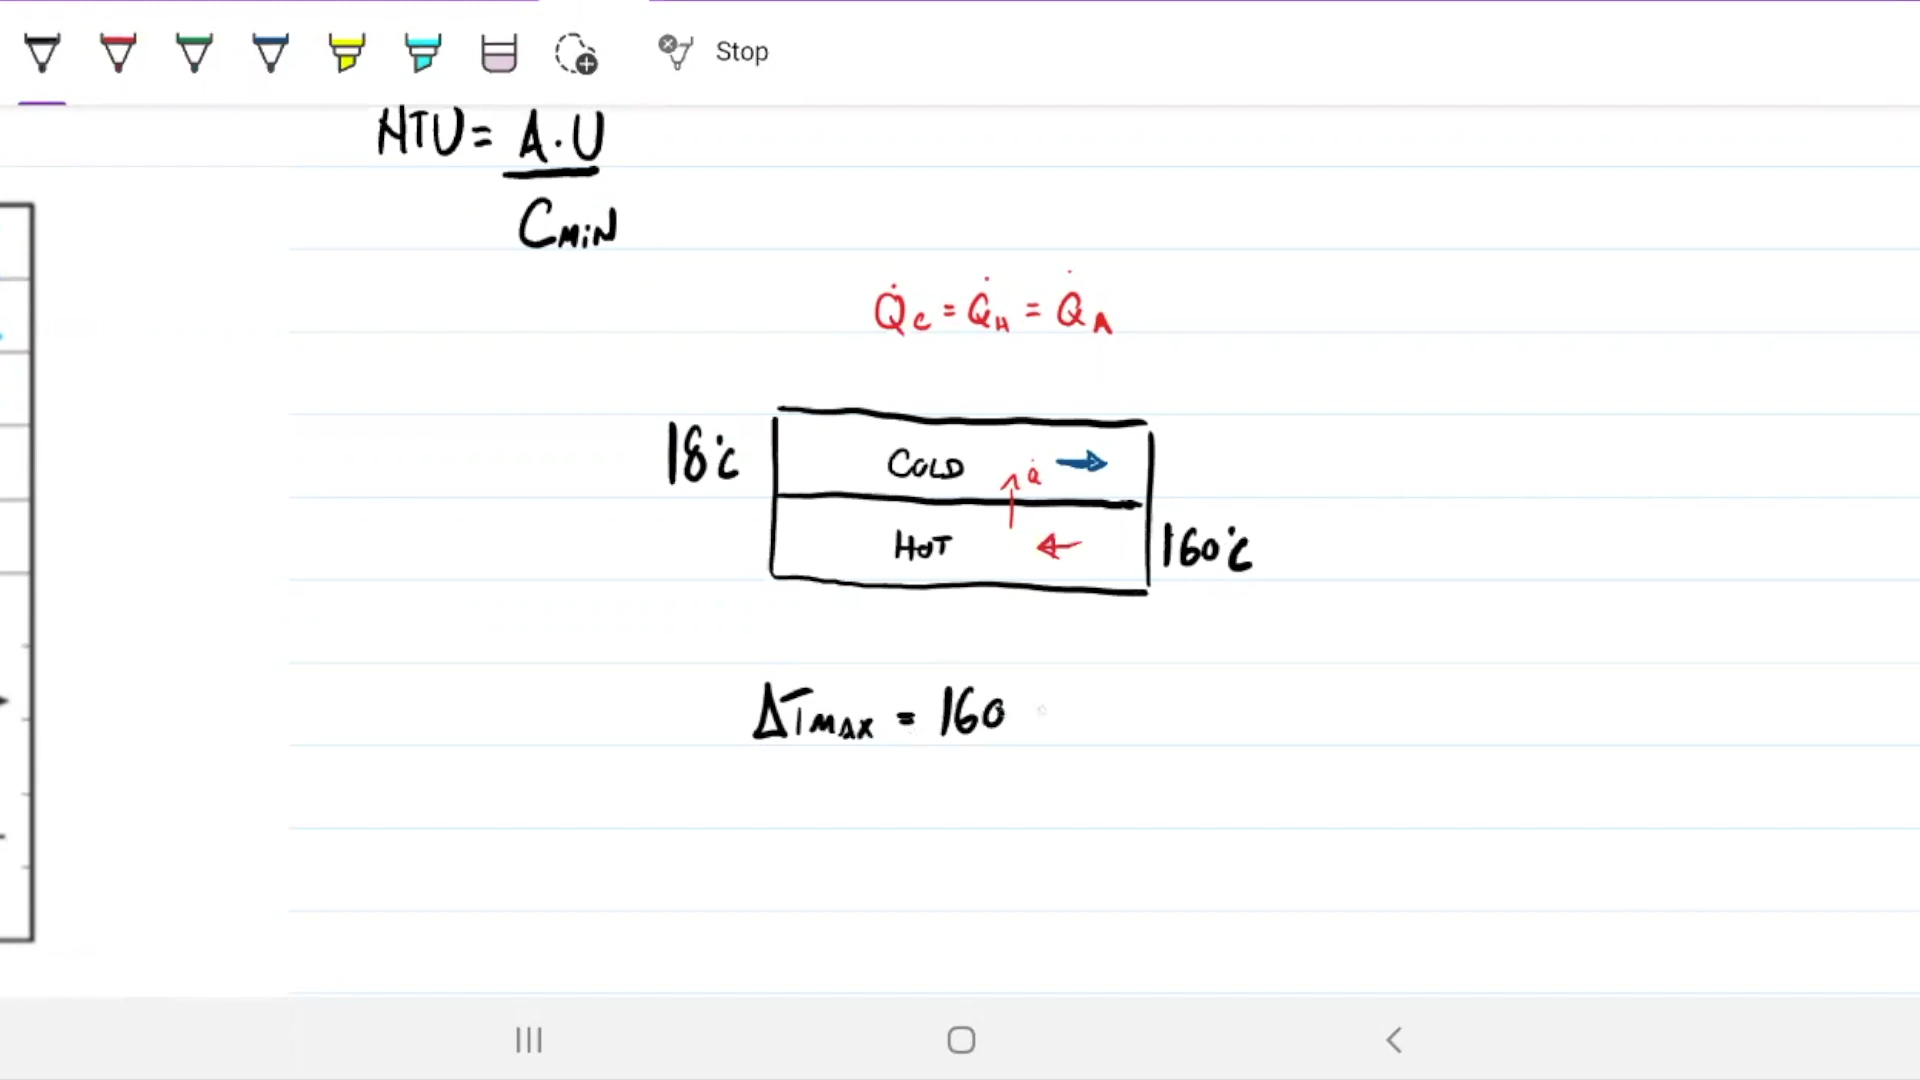 Stop
NTU = A·U
CMIN
Q̇c = Q̇H = Q̇A
18°C
COLD
Q̇
HOT
160°C
ΔTMAX = 160